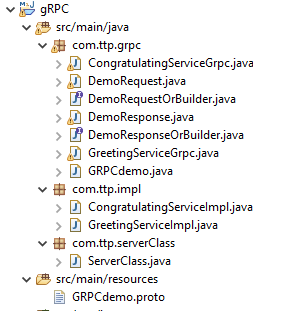 gRPC
src/main/java
com.ttp.grpc
CongratulatingServiceGrpc.java
DemoRequest.java
DemoRequestOrBuilder.java
DemoResponse.java
DemoResponseOrBuilder.java
GreetingServiceGrpc.java
GRPCdemo.java
com.ttp.impl
CongratulatingServiceImpl.java
GreetingServiceImpl.java
com.ttp.serverClass
ServerClass.java
src/main/resources
GRPCdemo.proto